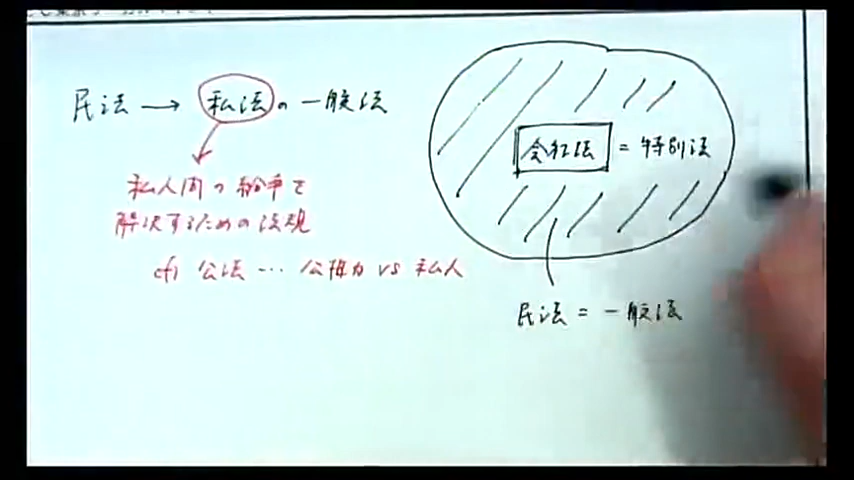 民法 → 私法の一般法
私人間の紛争を
解決するための法規
cf) 公法 … 公権力 vs 私人
会社法 = 特別法
民法 = 一般法